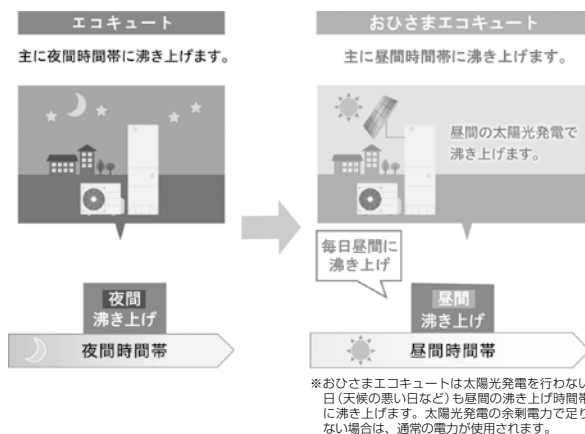 エコキュート
主に夜間時間帯に沸き上げます。
夜間
沸き上げ
夜間時間帯
おひさまエコキュート
主に昼間時間帯に沸き上げます。
昼間の太陽光発電で
沸き上げます。
毎日昼間に
沸き上げ
昼間
沸き上げ
昼間時間帯
※おひさまエコキュートは太陽光発電を行わない
日(天候の悪い日など)も昼間の沸き上げ時間帯
に沸き上げます。太陽光発電の余剰電力で足り
ない場合は、通常の電力が使用されます。